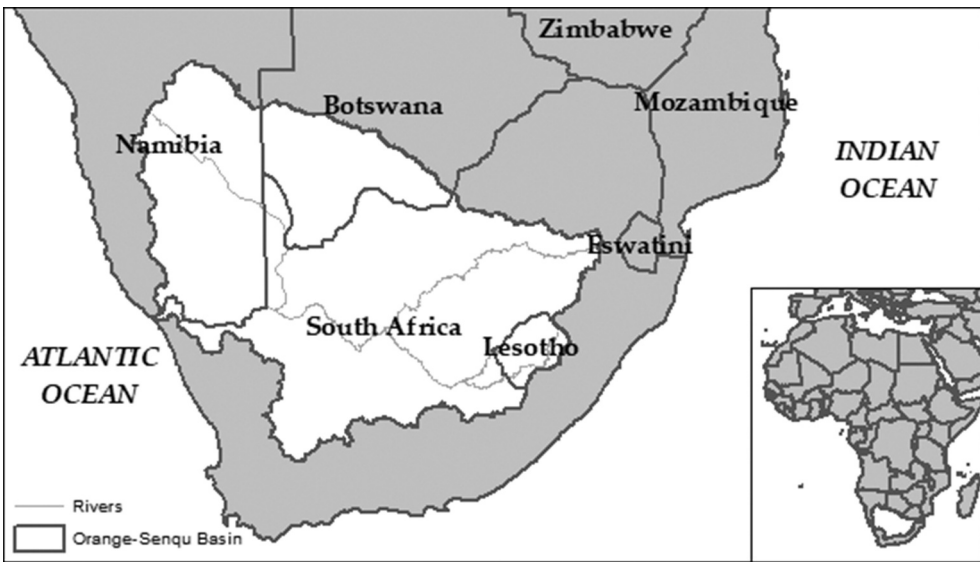 Zimbabwe
Botswana
Mozambique
Namibia
INDIAN
OCEAN
Eswatini
South Africa
Lesotho
ATLANTIC
OCEAN
Rivers
Orange-Senqu Basin